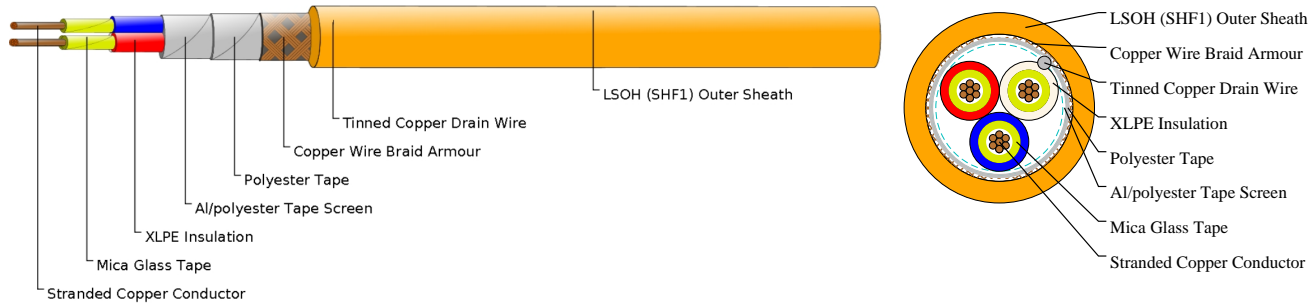 LSOH (SHF1) Outer Sheath
Tinned Copper Drain Wire
Copper Wire Braid Armour
Polyester Tape
Al/polyester Tape Screen
XLPE Insulation
Mica Glass Tape
Stranded Copper Conductor
LSOH (SHF1) Outer Sheath
Copper Wire Braid Armour
Tinned Copper Drain Wire
XLPE Insulation
Polyester Tape
Al/polyester Tape Screen
Mica Glass Tape
Stranded Copper Conductor